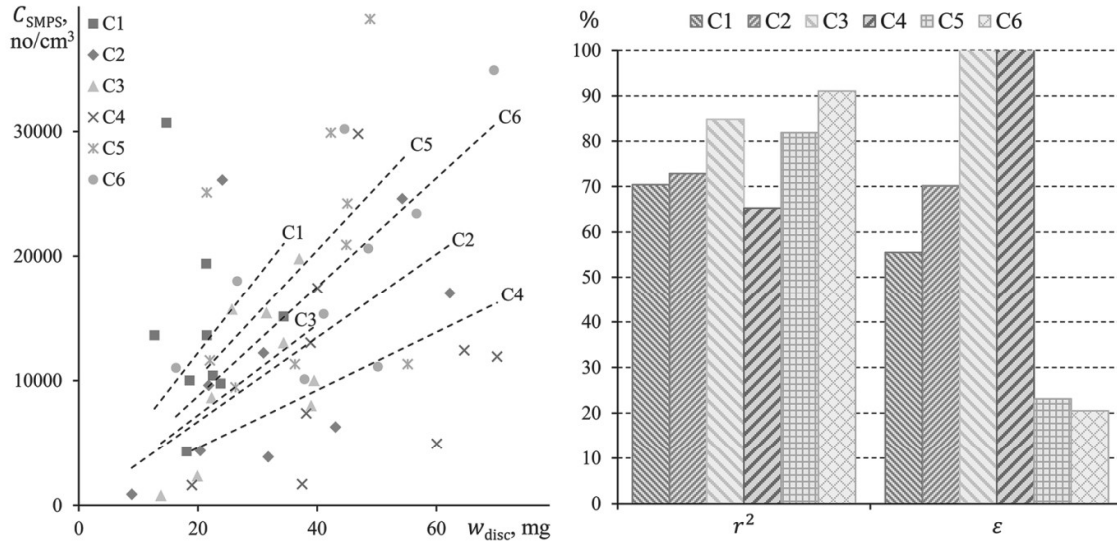 C_SMPS,
no/cm³
C1
C2
C3
C4
C5
C6
30000
20000
10000
0
C1
C5
C6
C2
C3
C4
0 20 40 60
w_disc, mg
% C1 C2 C3 C4 C5 C6
100
90
80
70
60
50
40
30
20
10
0
r² ε